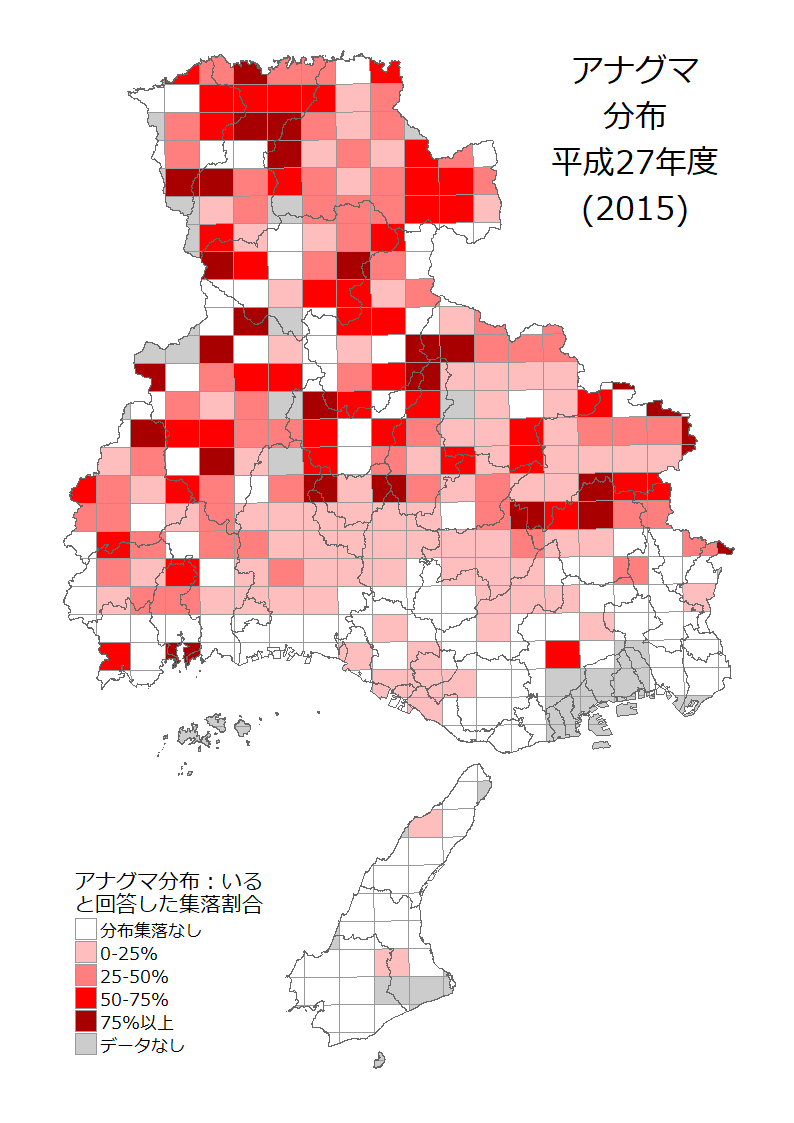 アナグマ
分布
平成27年度
(2015)
アナグマ分布：いる
と回答した集落割合
分布集落なし
0-25%
25-50%
50-75%
75%以上
データなし